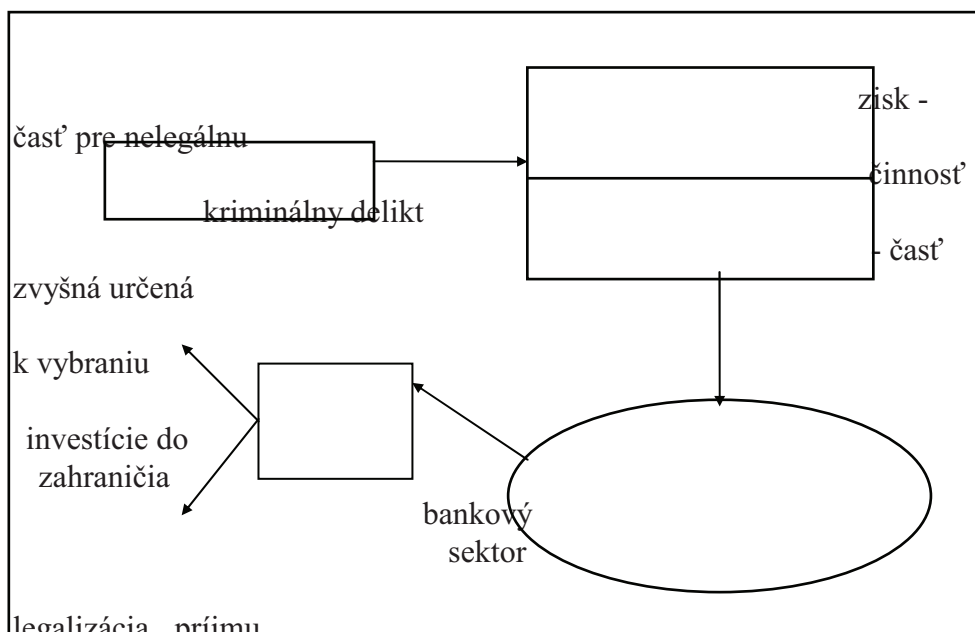 zisk -
časť pre nelegálnu
činnosť
kriminálny delikt
- časť
zvyšná určená
k vybraniu
investície do
zahraničia
bankový
sektor
legalizácia príjmu